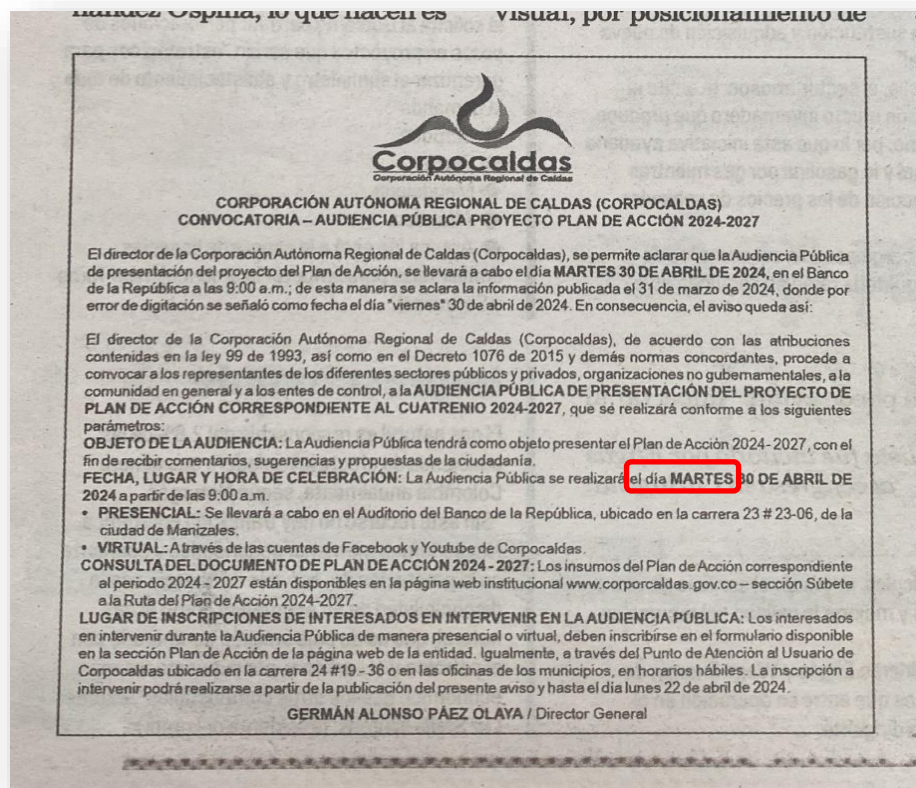 nández Ospina, lo que hacen es
visual, por posicionamiento de
Corpocaldas
Corporación Autónoma Regional de Caldas
CORPORACIÓN AUTÓNOMA REGIONAL DE CALDAS (CORPOCALDAS)
CONVOCATORIA – AUDIENCIA PÚBLICA PROYECTO PLAN DE ACCIÓN 2024-2027
El director de la Corporación Autónoma Regional de Caldas (Corpocaldas), se permite aclarar que la Audiencia Pública
de presentación del proyecto del Plan de Acción, se llevará a cabo el día MARTES 30 DE ABRIL DE 2024, en el Banco
de la República a las 9:00 a.m.; de esta manera se aclara la información publicada el 31 de marzo de 2024, donde por
error de digitación se señaló como fecha el día "viernes" 30 de abril de 2024. En consecuencia, el aviso queda así:
El director de la Corporación Autónoma Regional de Caldas (Corpocaldas), de acuerdo con las atribuciones
contenidas en la ley 99 de 1993, así como en el Decreto 1076 de 2015 y demás normas concordantes, procede a
convocar a los representantes de los diferentes sectores públicos y privados, organizaciones no gubernamentales, a la
comunidad en general y a los entes de control, a la AUDIENCIA PÚBLICA DE PRESENTACIÓN DEL PROYECTO DE
PLAN DE ACCIÓN CORRESPONDIENTE AL CUATRENIO 2024-2027, que se realizará conforme a los siguientes
parámetros:
OBJETO DE LA AUDIENCIA: La Audiencia Pública tendrá como objeto presentar el Plan de Acción 2024-2027, con el
fin de recibir comentarios, sugerencias y propuestas de la ciudadanía.
FECHA, LUGAR Y HORA DE CELEBRACIÓN: La Audiencia Pública se realizará el día MARTES 30 DE ABRIL DE
2024 a partir de las 9:00 a.m.
• PRESENCIAL: Se llevará a cabo en el Auditorio del Banco de la República, ubicado en la carrera 23 # 23-06, de la
ciudad de Manizales.
• VIRTUAL: A través de las cuentas de Facebook y Youtube de Corpocaldas.
CONSULTA DEL DOCUMENTO DE PLAN DE ACCIÓN 2024 - 2027: Los insumos del Plan de Acción correspondiente
al periodo 2024 - 2027 están disponibles en la página web institucional www.corporcaldas.gov.co – sección Súbete
a la Ruta del Plan de Acción 2024-2027.
LUGAR DE INSCRIPCIONES DE INTERESADOS EN INTERVENIR EN LA AUDIENCIA PÚBLICA: Los interesados
en intervenir durante la Audiencia Pública de manera presencial o virtual, deben inscribirse en el formulario disponible
en la sección Plan de Acción de la página web de la entidad. Igualmente, a través del Punto de Atención al Usuario de
Corpocaldas ubicado en la carrera 24 #19 - 36 o en las oficinas de los municipios, en horarios hábiles. La inscripción a
intervenir podrá realizarse a partir de la publicación del presente aviso y hasta el día lunes 22 de abril de 2024.
GERMÁN ALONSO PÁEZ OLAYA / Director General